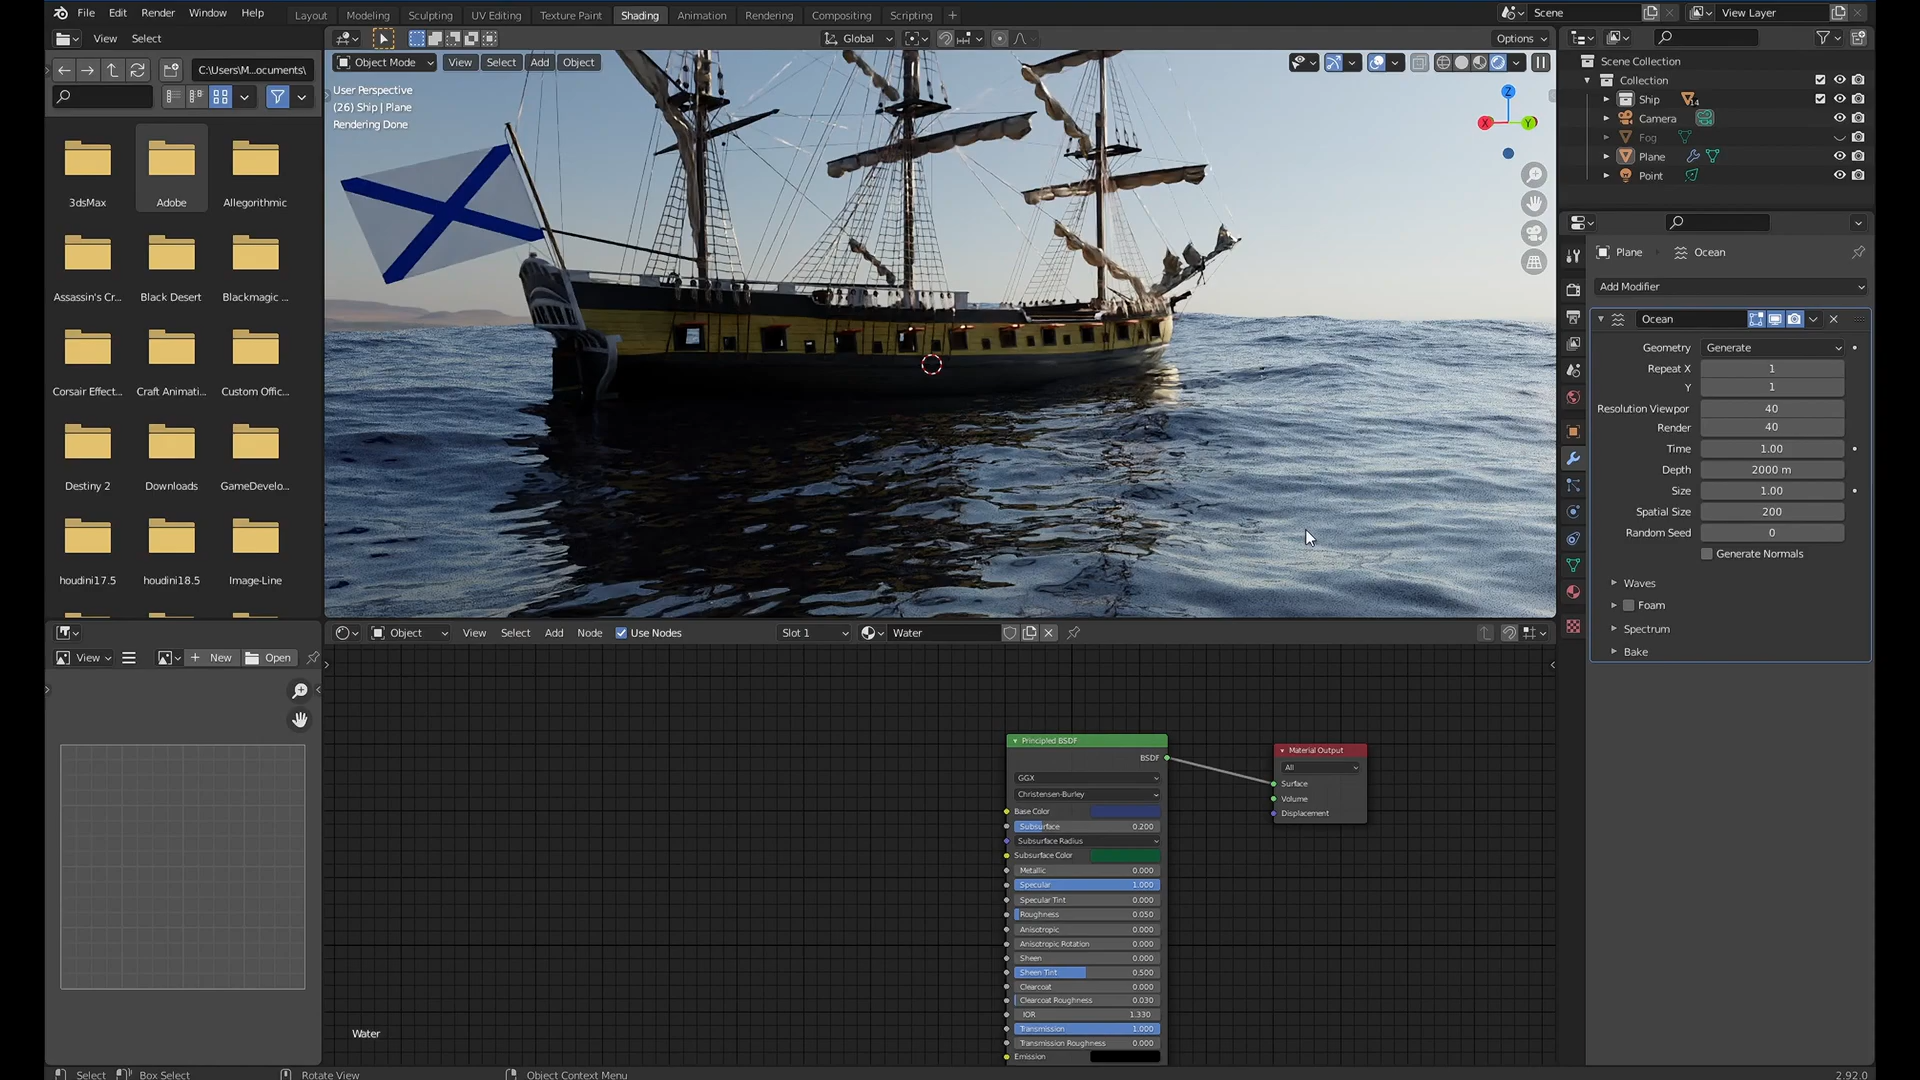 File Edit Render Window Help
Layout Modeling Sculpting UV Editing Texture Paint Shading Animation Rendering Compositing Scripting +
Scene View Layer
View Select
C:\Users\M...ocuments\
3dsMax Adobe Allegorithmic
Assassin's Cr... Black Desert Blackmagic ...
Corsair Effect... Craft Animati... Custom Offic...
Destiny 2 Downloads GameDevelo...
houdini17.5 houdini18.5 Image-Line
Global Options
Object Mode View Select Add Object
User Perspective
(26) Ship | Plane
Rendering Done
Z
X Y
Scene Collection
Collection
Ship 14
Camera
Fog
Plane
Point
Plane Ocean
Add Modifier
Ocean
Geometry Generate
Repeat X 1
Y 1
Resolution Viewpor 40
Render 40
Time 1.00
Depth 2000 m
Size 1.00
Spatial Size 200
Random Seed 0
Generate Normals
Waves
Foam
Spectrum
Bake
View + New Open
Object View Select Add Node Use Nodes Slot 1 Water
Principled BSDF
BSDF
GGX
Christensen-Burley
Base Color
Subsurface 0.200
Subsurface Radius
Subsurface Color
Metallic 0.000
Specular 1.000
Specular Tint 0.000
Roughness 0.050
Anisotropic 0.000
Anisotropic Rotation 0.000
Sheen 0.000
Sheen Tint 0.500
Clearcoat 0.000
Clearcoat Roughness 0.030
IOR 1.330
Transmission 1.000
Transmission Roughness 0.000
Emission
Material Output
All
Surface
Volume
Displacement
Water
Select Box Select Rotate View Object Context Menu 2.92.0